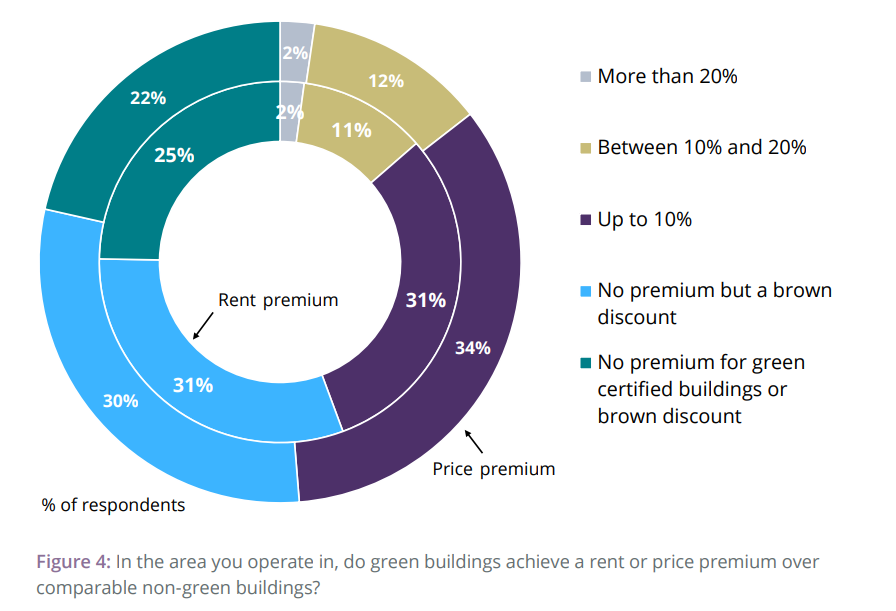 2%
12%
22%
2%
11%
25%
31%
34%
31%
30%
Rent premium
Price premium
% of respondents
More than 20%
Between 10% and 20%
Up to 10%
No premium but a brown
discount
No premium for green
certified buildings or
brown discount
Figure 4: In the area you operate in, do green buildings achieve a rent or price premium over
comparable non-green buildings?